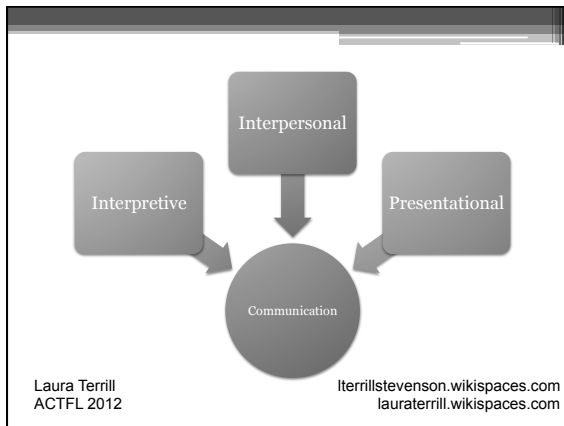 Interpersonal
Interpretive
Presentational
Communication
Laura Terrill
lterrillstevenson.wikispaces.com
ACTFL 2012
lauraterrill.wikispaces.com